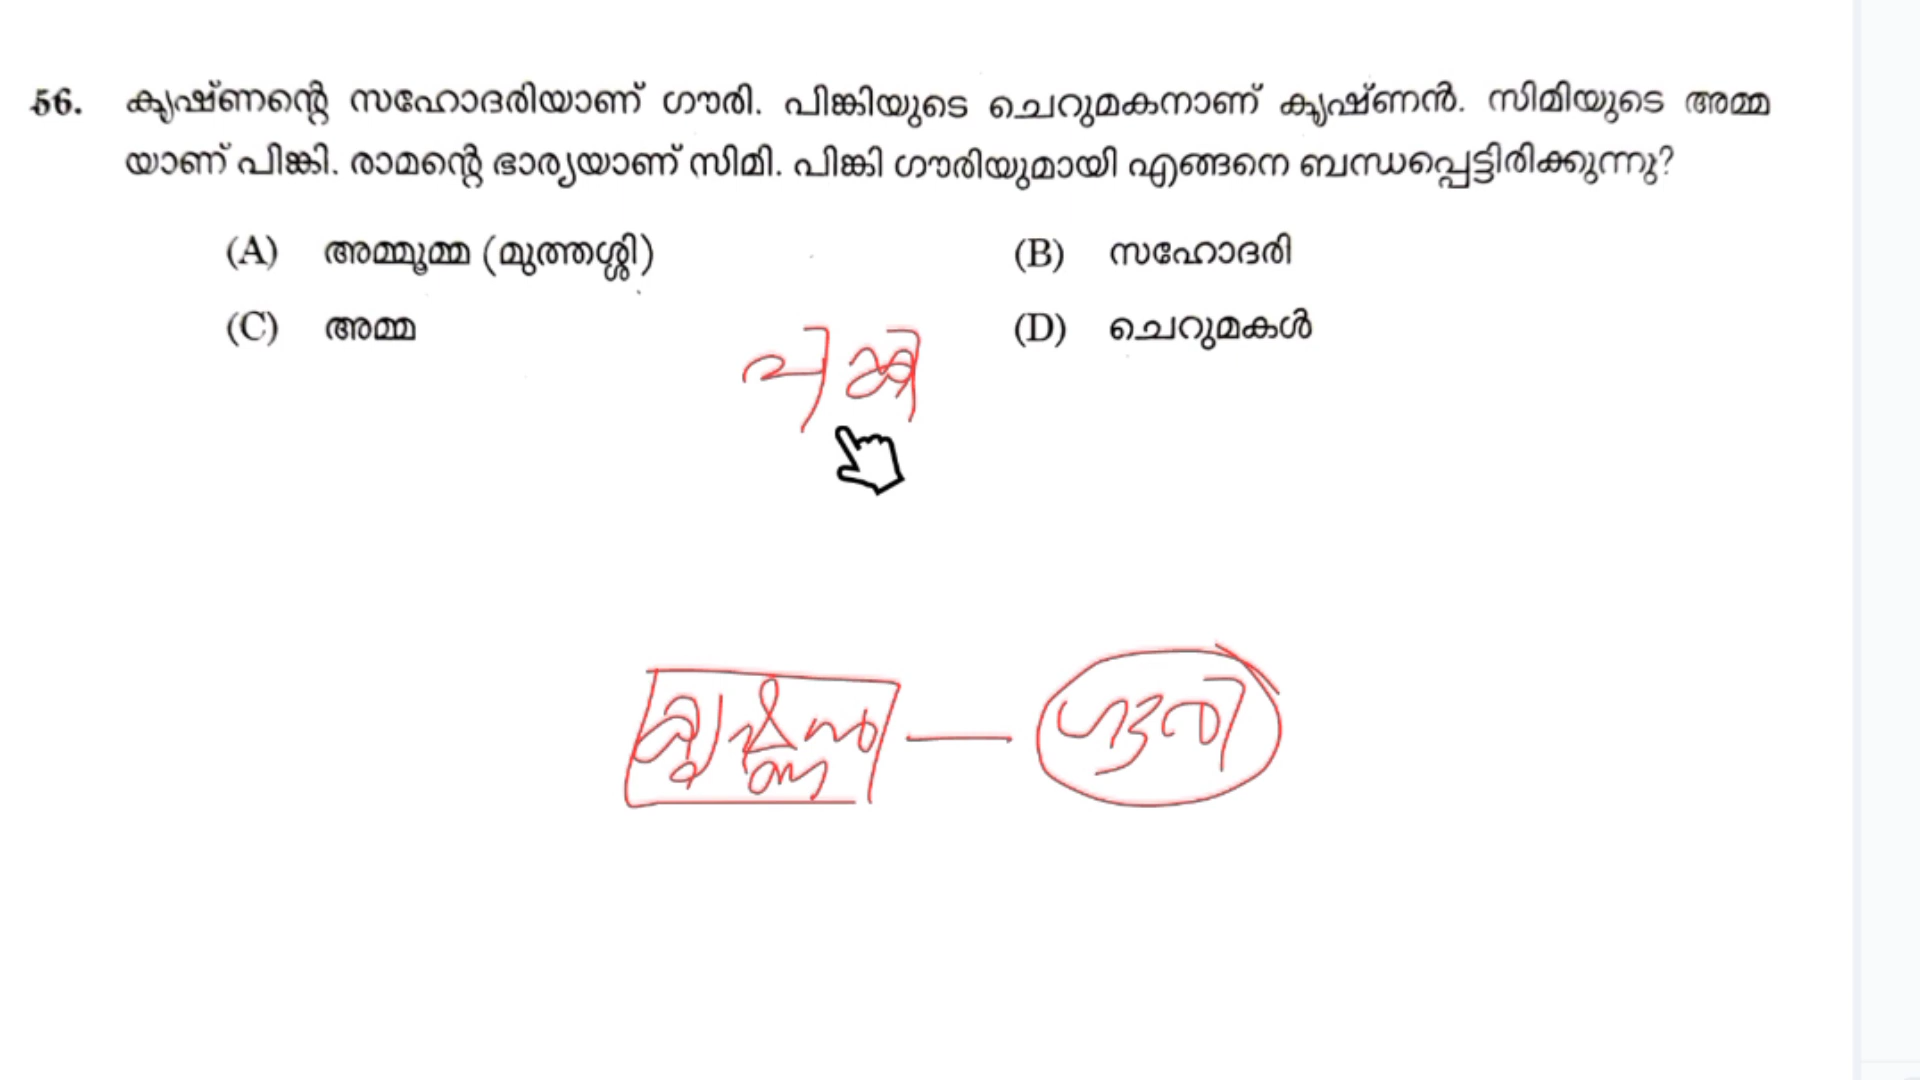 56. കൃഷ്ണന്റെ സഹോദരിയാണ് ഗൗരി. പിങ്കിയുടെ ചെറുമകനാണ് കൃഷ്ണൻ. സിമിയുടെ അമ്മ
യാണ് പിങ്കി. രാമന്റെ ഭാര്യയാണ് സിമി. പിങ്കി ഗൗരിയുമായി എങ്ങനെ ബന്ധപ്പെട്ടിരിക്കുന്നു?
(A) അമ്മൂമ്മ (മുത്തശ്ശി) (B) സഹോദരി
(C) അമ്മ (D) ചെറുമകൾ
പിങ്കി
കൃഷ്ണൻ — ഗൗരി